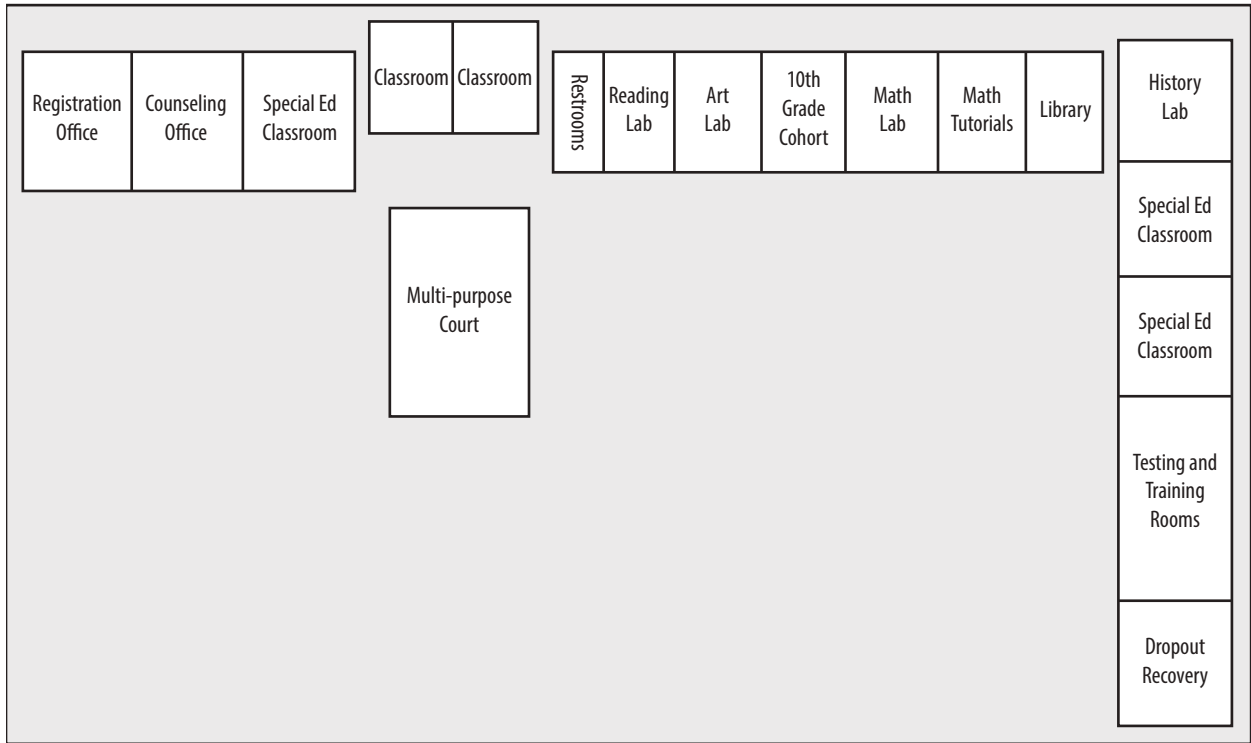 Registration
Office
Counseling
Office
Special Ed
Classroom
Classroom
Classroom
Restrooms
Reading
Lab
Art
Lab
10th
Grade
Cohort
Math
Lab
Math
Tutorials
Library
History
Lab
Special Ed
Classroom
Special Ed
Classroom
Multi-purpose
Court
Testing and
Training
Rooms
Dropout
Recovery